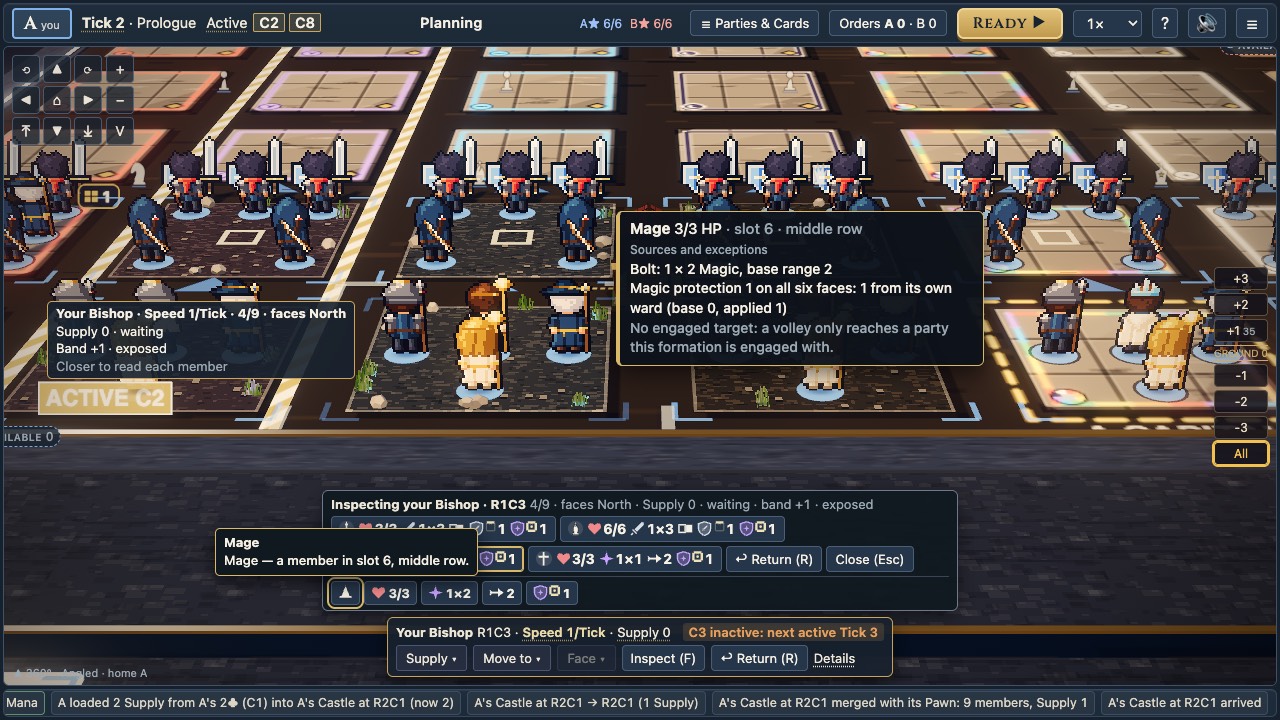 A you
Tick 2 · Prologue Active C2 C8
Planning
A★ 6/6 B★ 6/6
≡ Parties & Cards
Orders A 0 · B 0
READY ▶
1×
?
V
1
Mage 3/3 HP · slot 6 · middle row
Sources and exceptions
Bolt: 1 × 2 Magic, base range 2
Magic protection 1 on all six faces: 1 from its own
ward (base 0, applied 1)
No engaged target: a volley only reaches a party
this formation is engaged with.
Your Bishop · Speed 1/Tick · 4/9 · faces North
Supply 0 · waiting
Band +1 · exposed
Closer to read each member
ACTIVE C2
+3
+2
+1 35
GROUND 0
-1
-2
-3
All
ILABLE 0
Inspecting your Bishop · R1C3 4/9 · faces North · Supply 0 · waiting · band +1 · exposed
1 1 6/6 1×3 1 1
Mage
Mage — a member in slot 6, middle row.
1 3/3 1×1 2 1 ↩ Return (R) Close (Esc)
3/3 1×2 2 1
Your Bishop R1C3 · Speed 1/Tick · Supply 0 C3 inactive: next active Tick 3
Supply ▾ Move to ▾ Face ▾ Inspect (F) ↩ Return (R) Details
· home A
Mana
A loaded 2 Supply from A's 2♣ (C1) into A's Castle at R2C1 (now 2)
A's Castle at R2C1 → R2C1 (1 Supply)
A's Castle at R2C1 merged with its Pawn: 9 members, Supply 1
A's Castle at R2C1 arrived